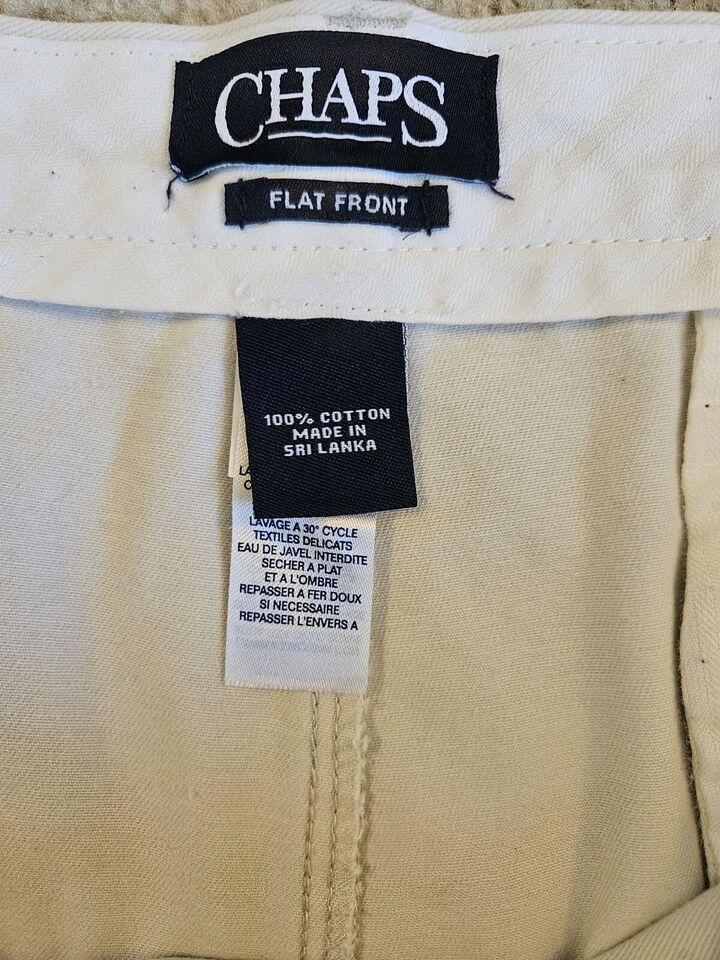 CHAPS
FLAT FRONT
100% COTTON
MADE IN
SRI LANKA
LAVAGE A 30° CYCLE
TEXTILES DELICATS
EAU DE JAVEL INTERDITE
SECHER A PLAT
ET A L'OMBRE
REPASSER A FER DOUX
SI NECESSAIRE
REPASSER L'ENVERS A